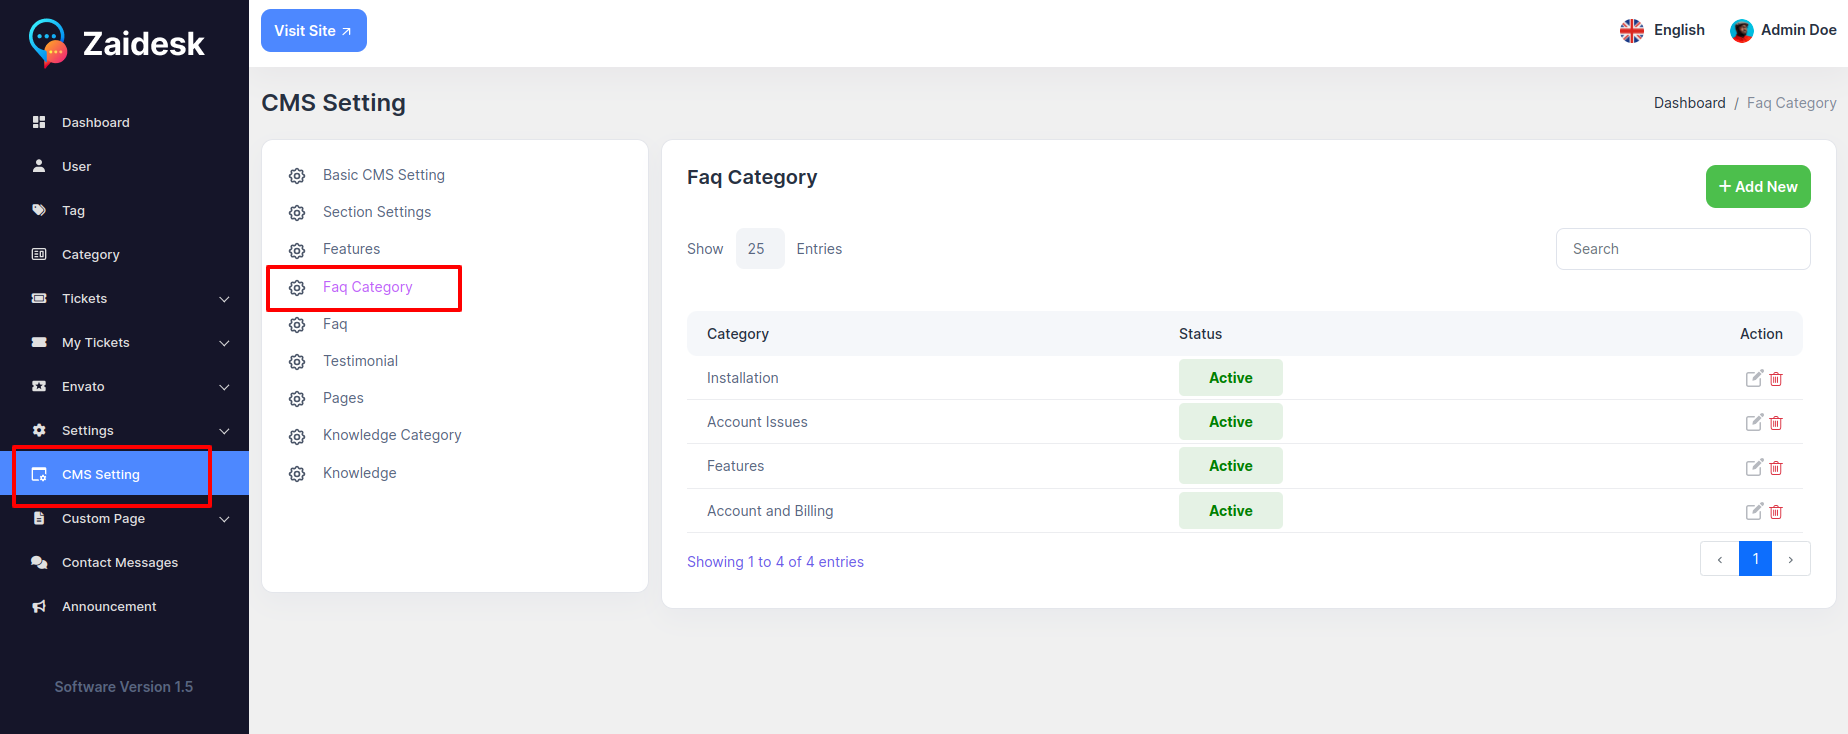 Zaidesk
Dashboard
User
Tag
Category
Tickets
My Tickets
Envato
Settings
CMS Setting
Custom Page
Contact Messages
Announcement
Software Version 1.5
Visit Site
English
Admin Doe
CMS Setting
Dashboard / Faq Category
Basic CMS Setting
Section Settings
Features
Faq Category
Faq
Testimonial
Pages
Knowledge Category
Knowledge
Faq Category
+ Add New
Show 25 Entries
Search
Category Status Action
Installation Active
Account Issues Active
Features Active
Account and Billing Active
Showing 1 to 4 of 4 entries
‹ 1 ›